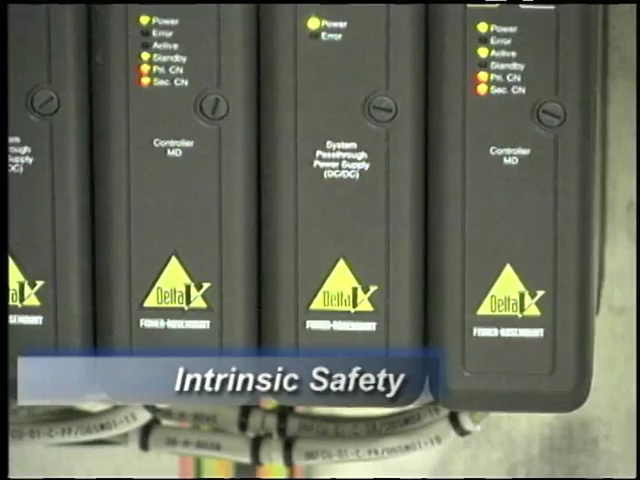 Power
Error
Active
Standby
Pri. CN
Sec. CN
Controller
MD
DeltaV
FISHER-ROSEMOUNT
Power
Error
System
Passthrough
Power Supply
(DC/DC)
DeltaV
FISHER-ROSEMOUNT
Power
Error
Active
Standby
Pri. CN
Sec. CN
Controller
MD
DeltaV
FISHER-ROSEMOUNT
Intrinsic Safety